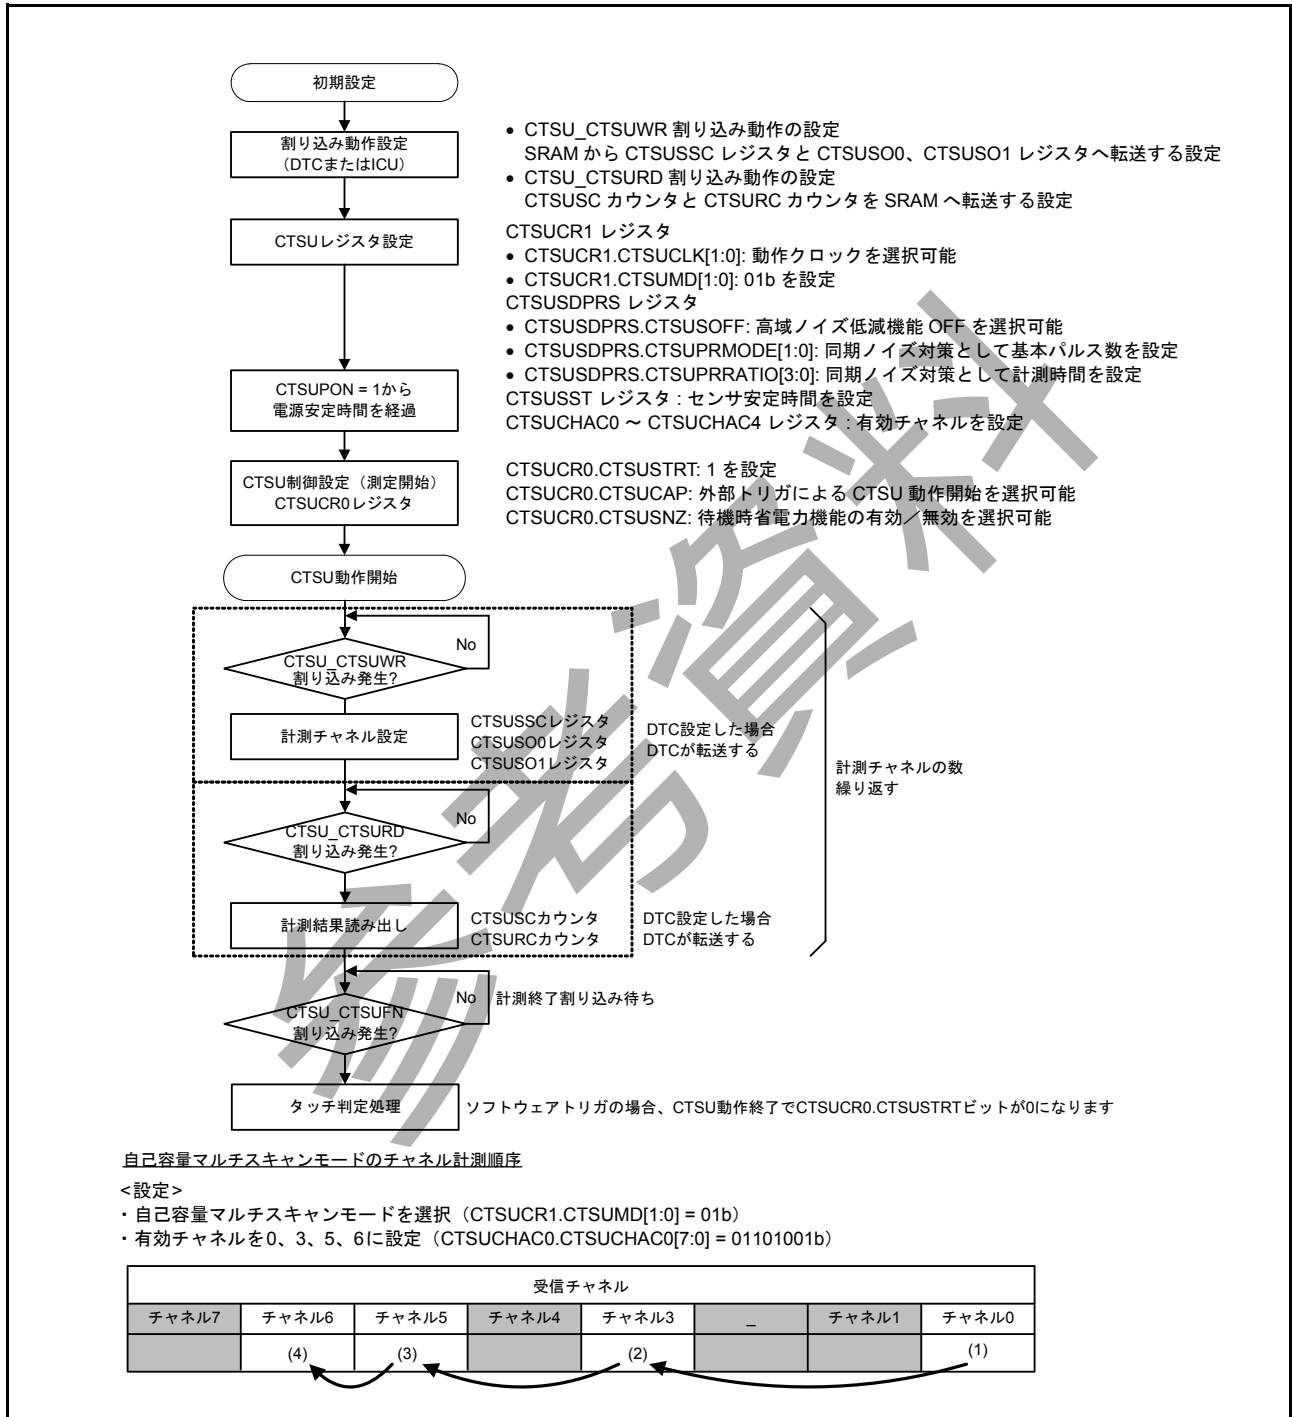 初期設定
割り込み動作設定
（DTCまたはICU）
• CTSU_CTSUWR 割り込み動作の設定
SRAM から CTSUSSC レジスタと CTSUSO0、CTSUSO1 レジスタへ転送する設定
• CTSU_CTSURD 割り込み動作の設定
CTSUSC カウンタと CTSURC カウンタを SRAM へ転送する設定
CTSUレジスタ設定
CTSUCR1 レジスタ
• CTSUCR1.CTSUCLK[1:0]: 動作クロックを選択可能
• CTSUCR1.CTSUMD[1:0]: 01b を設定
CTSUSDPRS レジスタ
• CTSUSDPRS.CTSUSOFF: 高域ノイズ低減機能 OFF を選択可能
• CTSUSDPRS.CTSUPRMODE[1:0]: 同期ノイズ対策として基本パルス数を設定
• CTSUSDPRS.CTSUPRRATIO[3:0]: 同期ノイズ対策として計測時間を設定
CTSUSST レジスタ : センサ安定時間を設定
CTSUCHAC0 ～ CTSUCHAC4 レジスタ : 有効チャネルを設定
CTSUPON = 1から
電源安定時間を経過
CTSU制御設定（測定開始）
CTSUCR0レジスタ
CTSUCR0.CTSUSTRT: 1 を設定
CTSUCR0.CTSUCAP: 外部トリガによる CTSU 動作開始を選択可能
CTSUCR0.CTSUSNZ: 待機時省電力機能の有効／無効を選択可能
CTSU動作開始
No
CTSU_CTSUWR
割り込み発生?
計測チャネル設定
CTSUSSCレジスタ
CTSUSO0レジスタ
CTSUSO1レジスタ
DTC設定した場合
DTCが転送する
計測チャネルの数
繰り返す
No
CTSU_CTSURD
割り込み発生?
計測結果読み出し
CTSUSCカウンタ
CTSURCカウンタ
DTC設定した場合
DTCが転送する
No
計測終了割り込み待ち
CTSU_CTSUFN
割り込み発生?
タッチ判定処理
ソフトウェアトリガの場合、CTSU動作終了でCTSUCR0.CTSUSTRTビットが0になります
参考資料
自己容量マルチスキャンモードのチャネル計測順序
<設定>
・自己容量マルチスキャンモードを選択（CTSUCR1.CTSUMD[1:0] = 01b）
・有効チャネルを0、3、5、6に設定（CTSUCHAC0.CTSUCHAC0[7:0] = 01101001b）
受信チャネル
チャネル7 チャネル6 チャネル5 チャネル4 チャネル3 _ チャネル1 チャネル0
(4) (3) (2) (1)